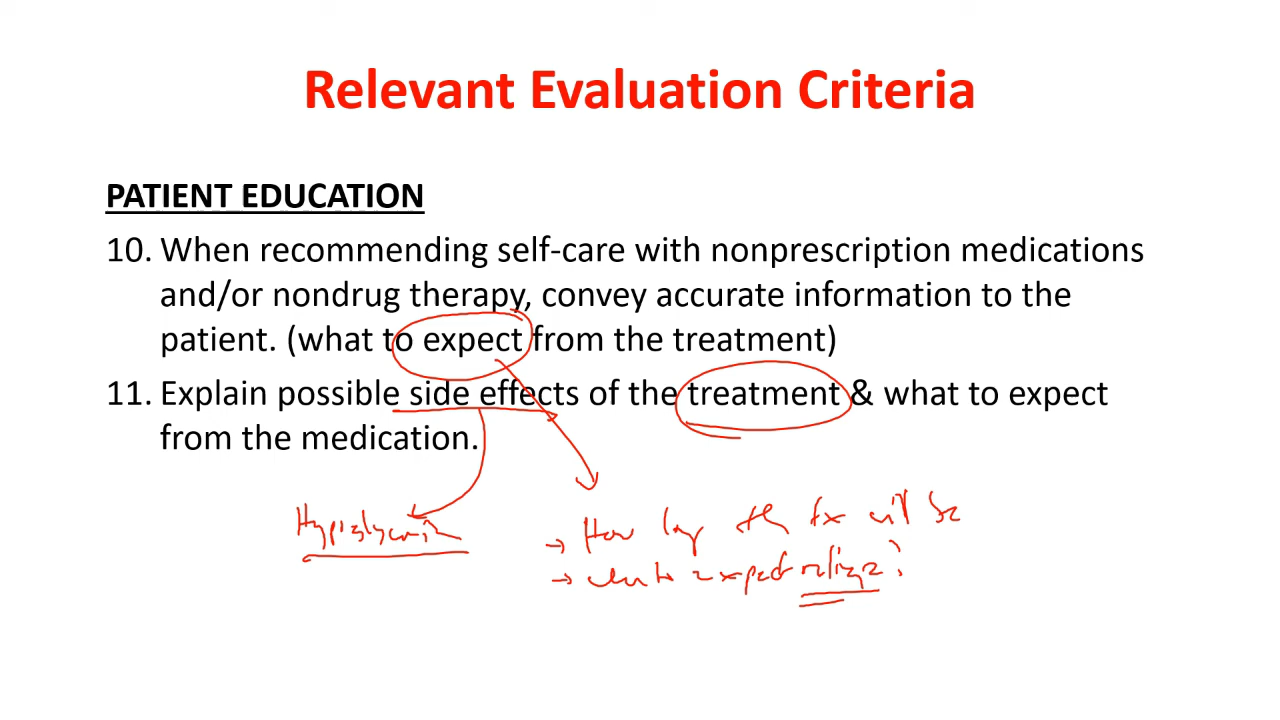 Relevant Evaluation Criteria
PATIENT EDUCATION
10. When recommending self-care with nonprescription medications
and/or nondrug therapy, convey accurate information to the
patient. (what to expect from the treatment)
11. Explain possible side effects of the treatment & what to expect
from the medication.
→ How long the tx will be
→ expect